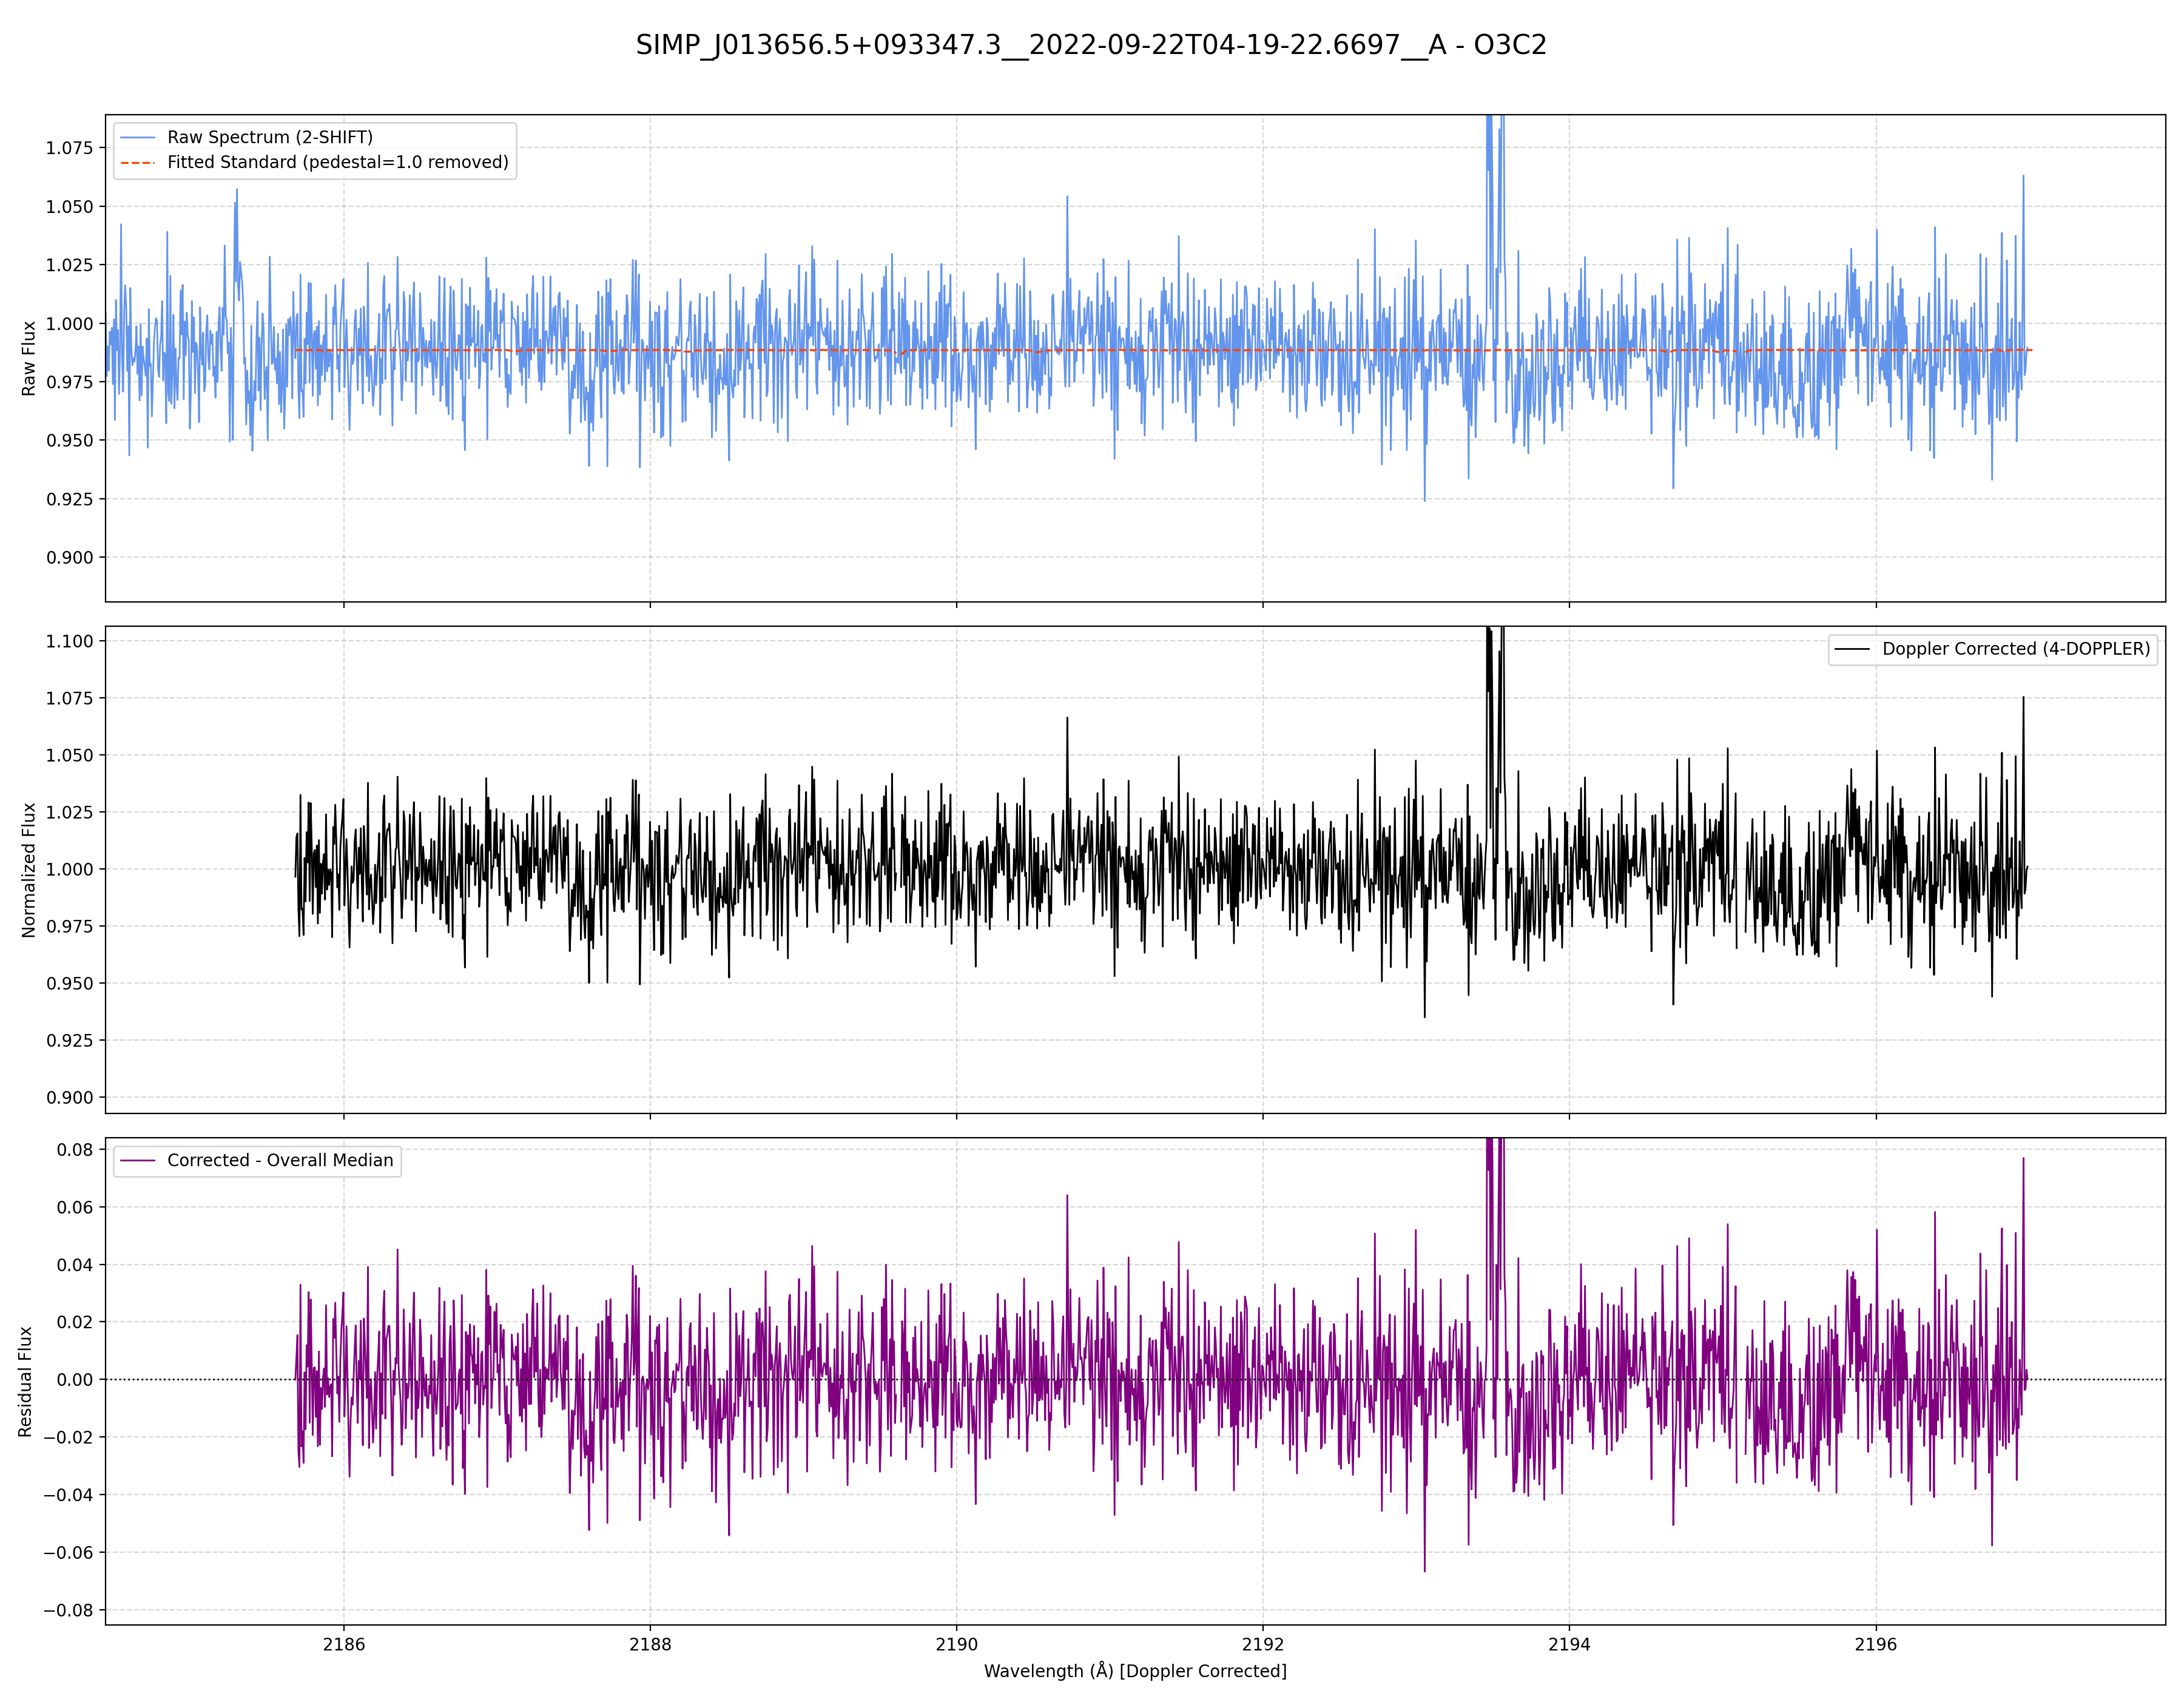 SIMP_J013656.5+093347.3__2022-09-22T04-19-22.6697__A - O3C2
Raw Spectrum (2-SHIFT)
Fitted Standard (pedestal=1.0 removed)
Raw Flux
1.075
1.050
1.025
1.000
0.975
0.950
0.925
0.900
Doppler Corrected (4-DOPPLER)
Normalized Flux
1.100
1.075
1.050
1.025
1.000
0.975
0.950
0.925
0.900
Corrected - Overall Median
Residual Flux
0.08
0.06
0.04
0.02
0.00
−0.02
−0.04
−0.06
−0.08
2186 2188 2190 2192 2194 2196
Wavelength (Å) [Doppler Corrected]